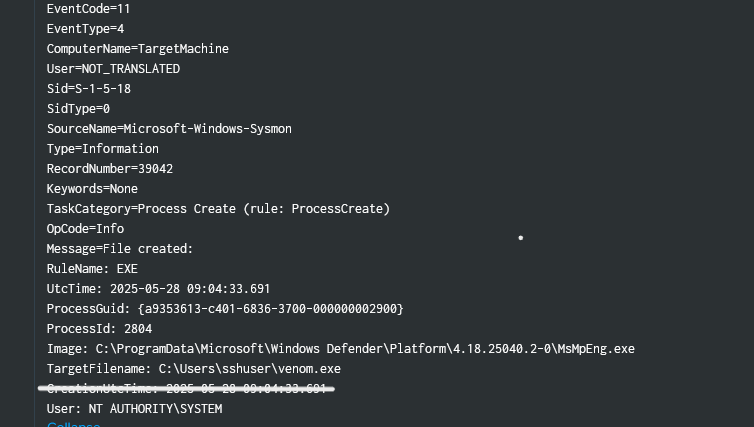 EventCode=11
EventType=4
ComputerName=TargetMachine
User=NOT_TRANSLATED
Sid=S-1-5-18
SidType=0
SourceName=Microsoft-Windows-Sysmon
Type=Information
RecordNumber=39042
Keywords=None
TaskCategory=Process Create (rule: ProcessCreate)
OpCode=Info
Message=File created:
RuleName: EXE
UtcTime: 2025-05-28 09:04:33.691
ProcessGuid: {a9353613-c401-6836-3700-000000002900}
ProcessId: 2804
Image: C:\ProgramData\Microsoft\Windows Defender\Platform\4.18.25040.2-0\MsMpEng.exe
TargetFilename: C:\Users\sshuser\venom.exe
CreationUtcTime: 2025-05-28 09:04:33.691
User: NT AUTHORITY\SYSTEM
Collapse